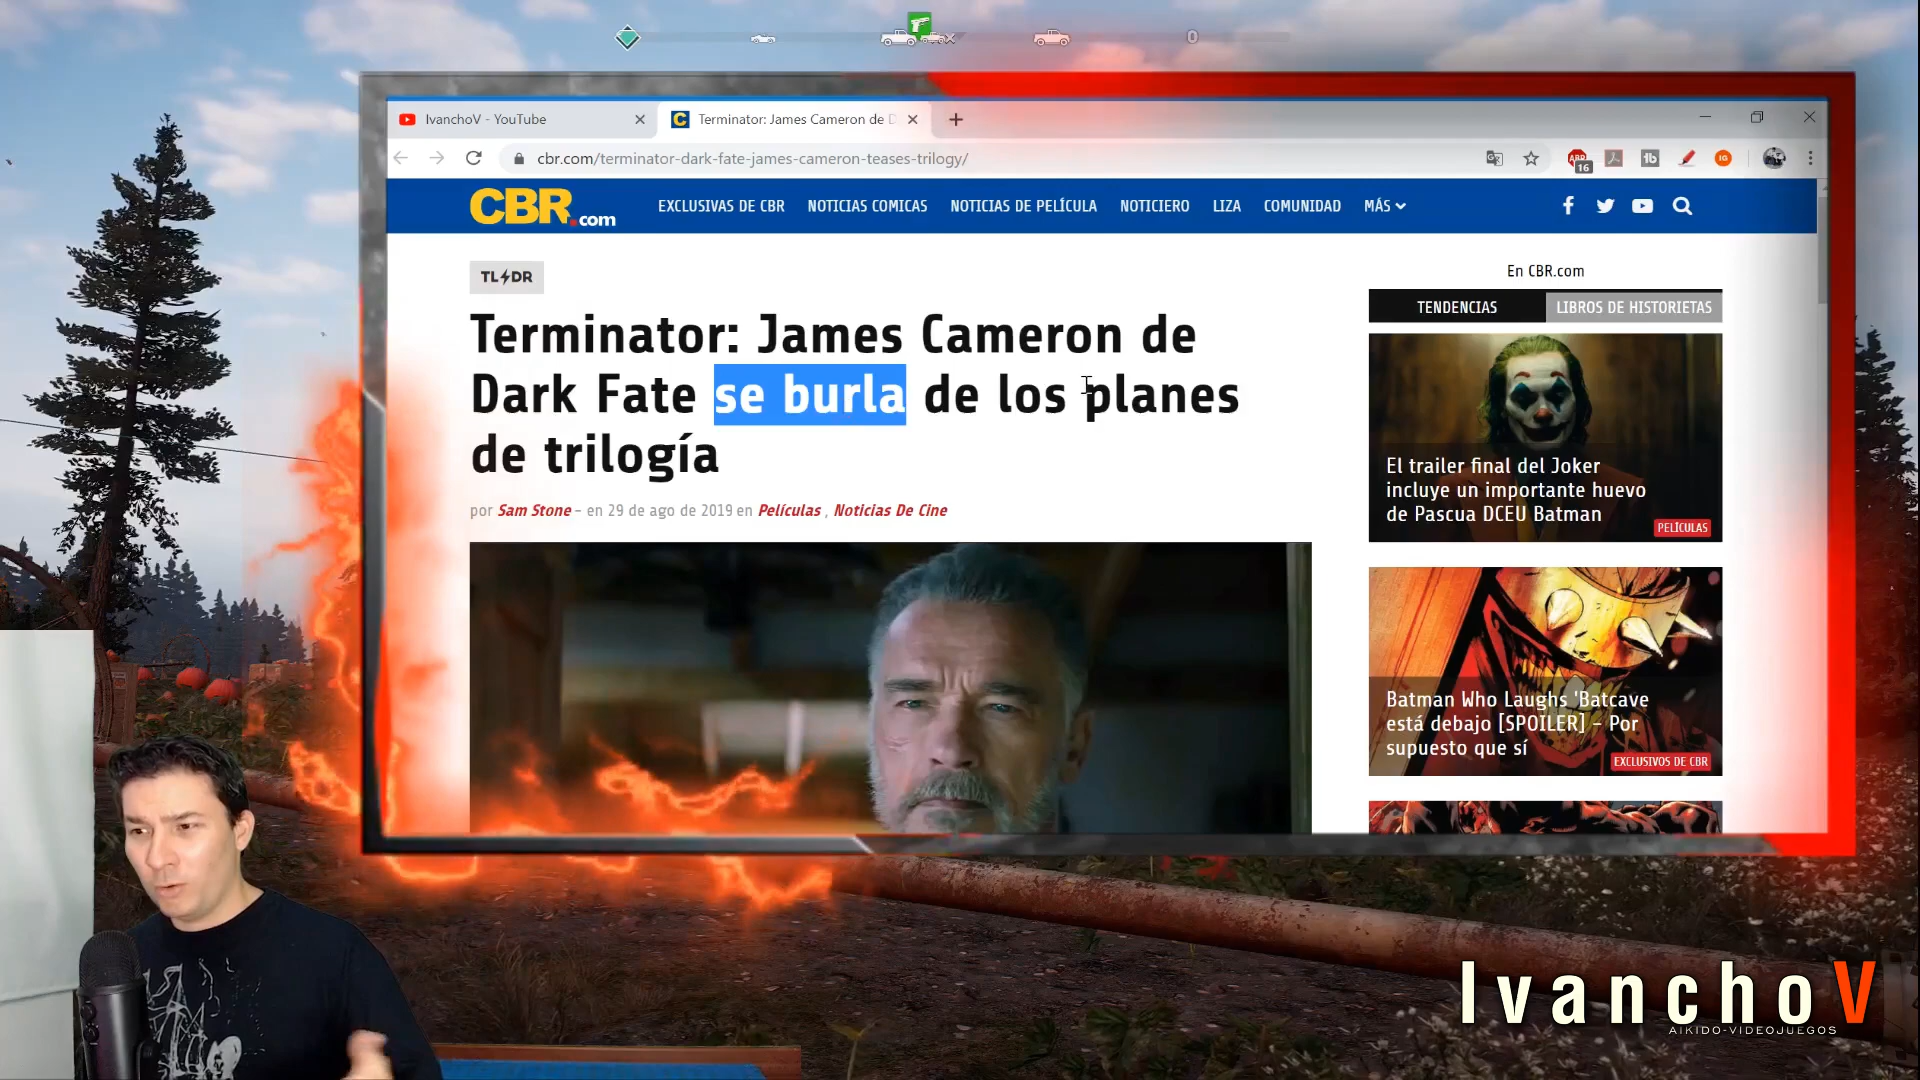 0
IvanchoV - YouTube
Terminator: James Cameron de D
cbr.com/terminator-dark-fate-james-cameron-teases-trilogy/
16
CBR.com
EXCLUSIVAS DE CBR
NOTICIAS COMICAS
NOTICIAS DE PELÍCULA
NOTICIERO
LIZA
COMUNIDAD
MÁS
TL DR
Terminator: James Cameron de
Dark Fate se burla de los planes
de trilogía
por Sam Stone - en 29 de ago de 2019 en Películas , Noticias De Cine
En CBR.com
TENDENCIAS
LIBROS DE HISTORIETAS
El trailer final del Joker
incluye un importante huevo
de Pascua DCEU Batman
PELÍCULAS
Batman Who Laughs 'Batcave
está debajo [SPOILER] - Por
supuesto que sí
EXCLUSIVOS DE CBR
IvanchoV
AIKIDO-VIDEOJUEGOS